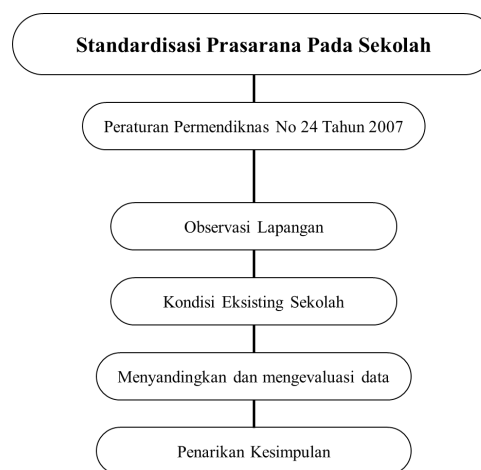 Standardisasi Prasarana Pada Sekolah
Peraturan Permendiknas No 24 Tahun 2007
Observasi Lapangan
Kondisi Eksisting Sekolah
Menyandingkan dan mengevaluasi data
Penarikan Kesimpulan